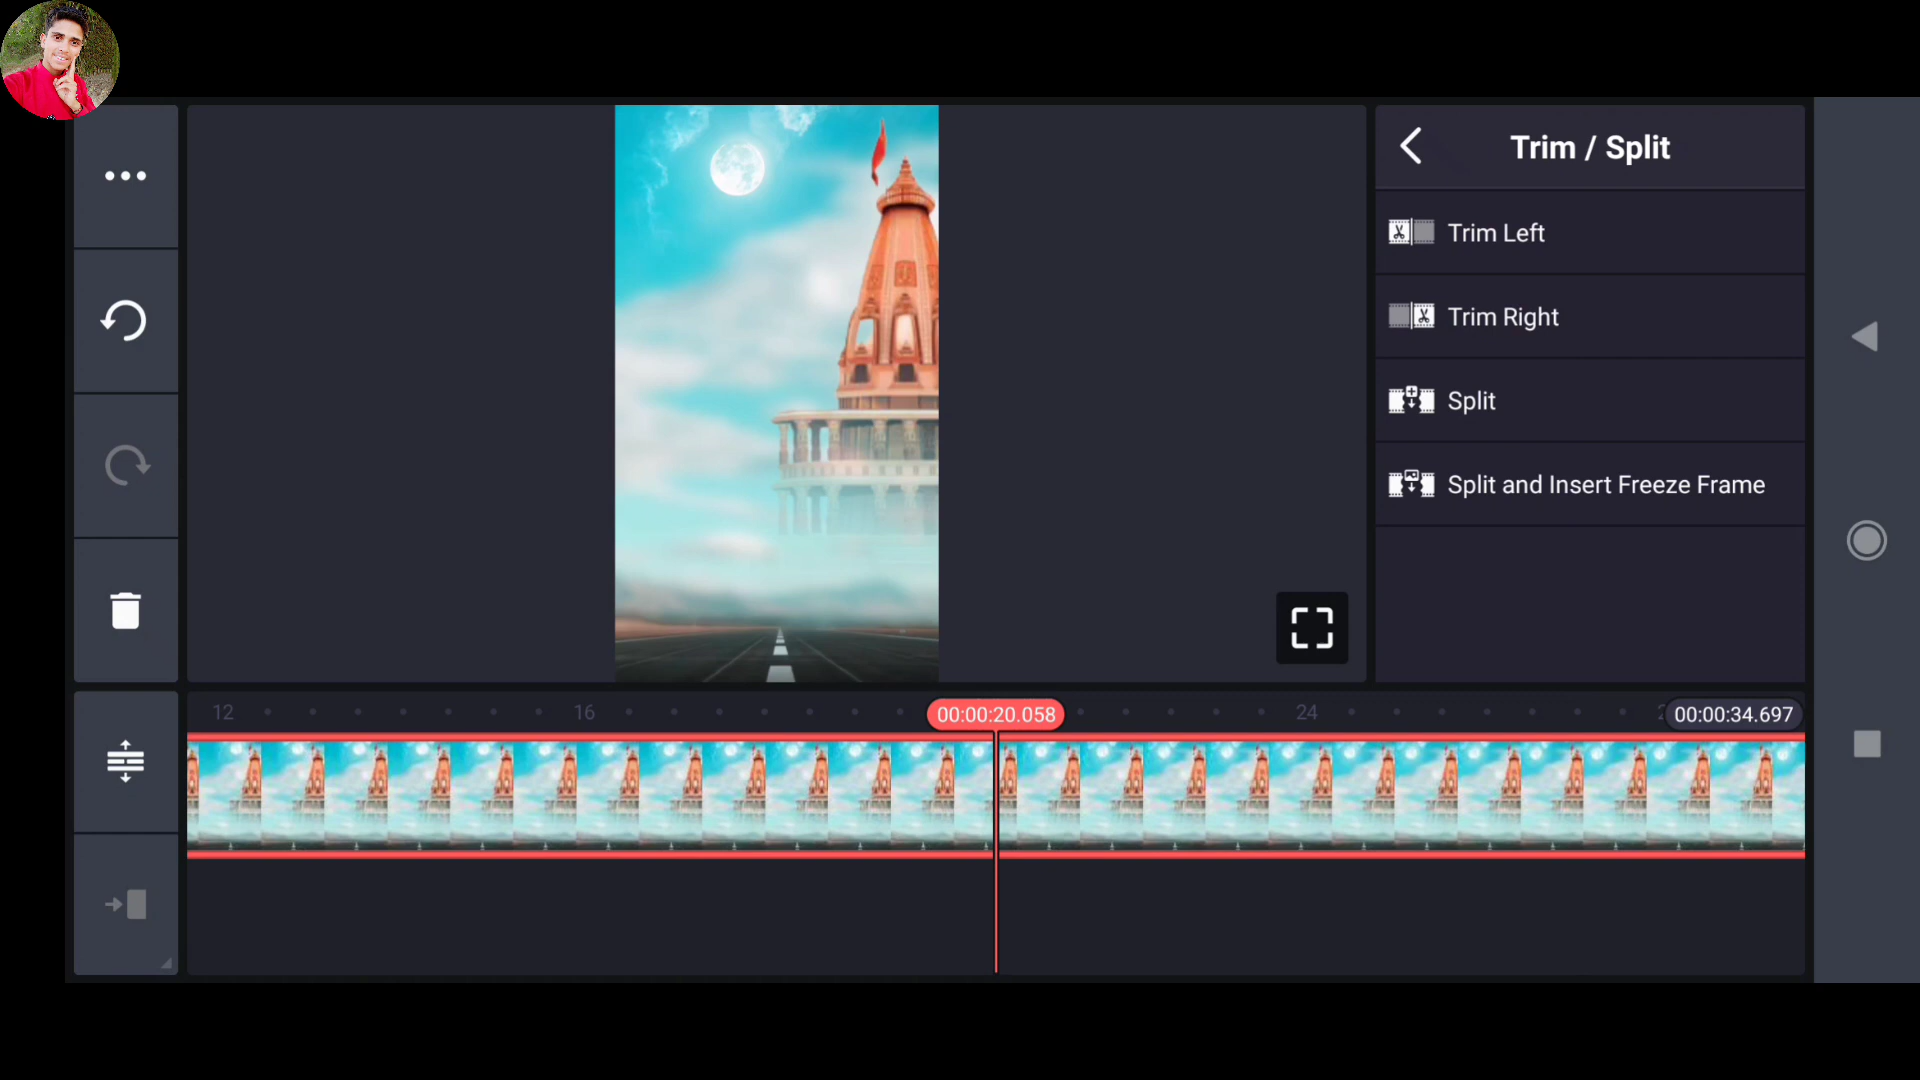 Trim / Split
Trim Left
Trim Right
Split
Split and Insert Freeze Frame
12
16
00:00:20.058
24
00:00:34.697